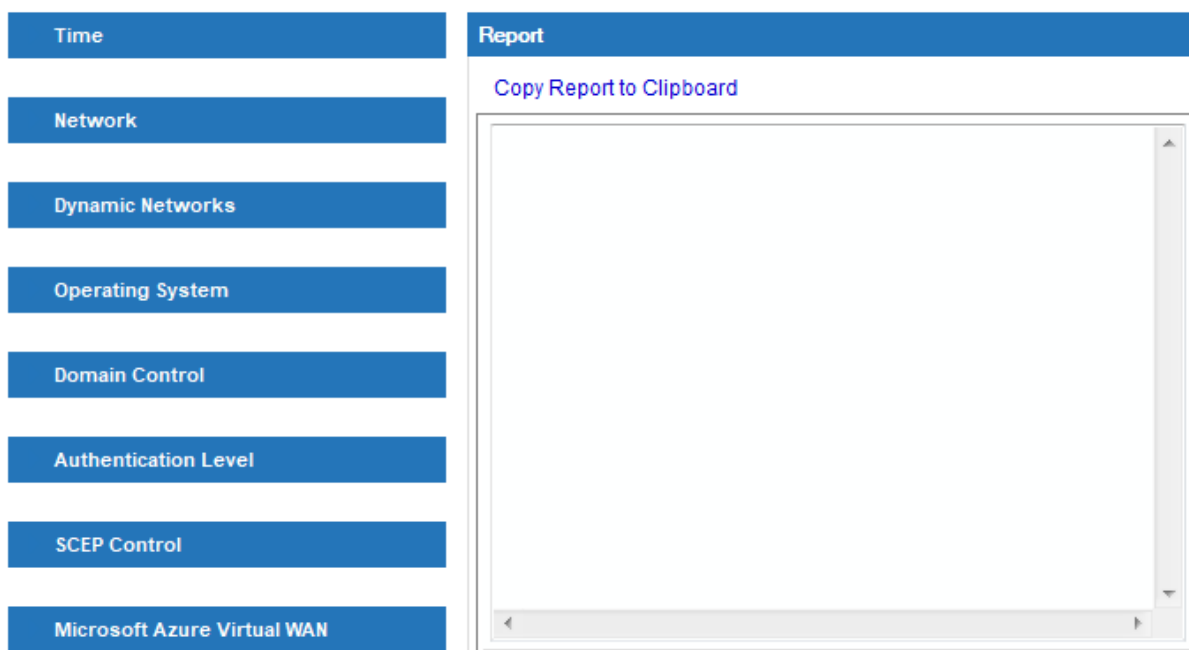 Time
Network
Dynamic Networks
Operating System
Domain Control
Authentication Level
SCEP Control
Microsoft Azure Virtual WAN
Report
Copy Report to Clipboard